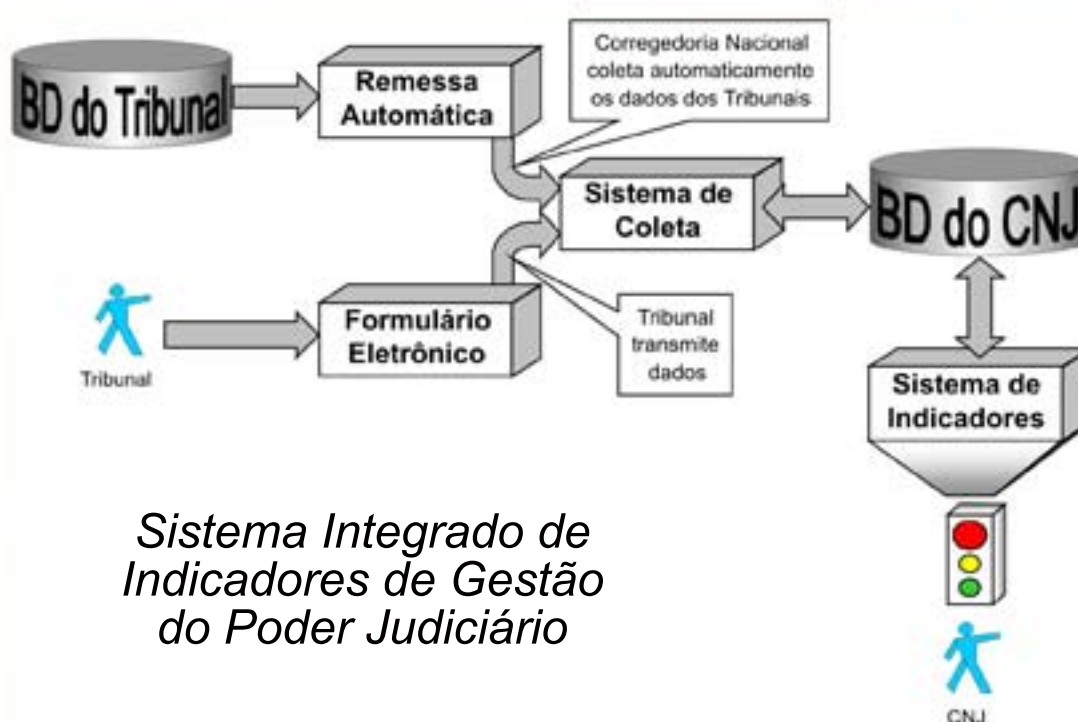 BD do Tribunal
Remessa
Automática
Corregedoria Nacional
coleta automaticamente
os dados dos Tribunais
Sistema de
Coleta
BD do CNJ
Tribunal
Formulário
Eletrônico
Tribunal
transmite
dados
Sistema de
Indicadores
Sistema Integrado de
Indicadores de Gestão
do Poder Judiciário
CNJ